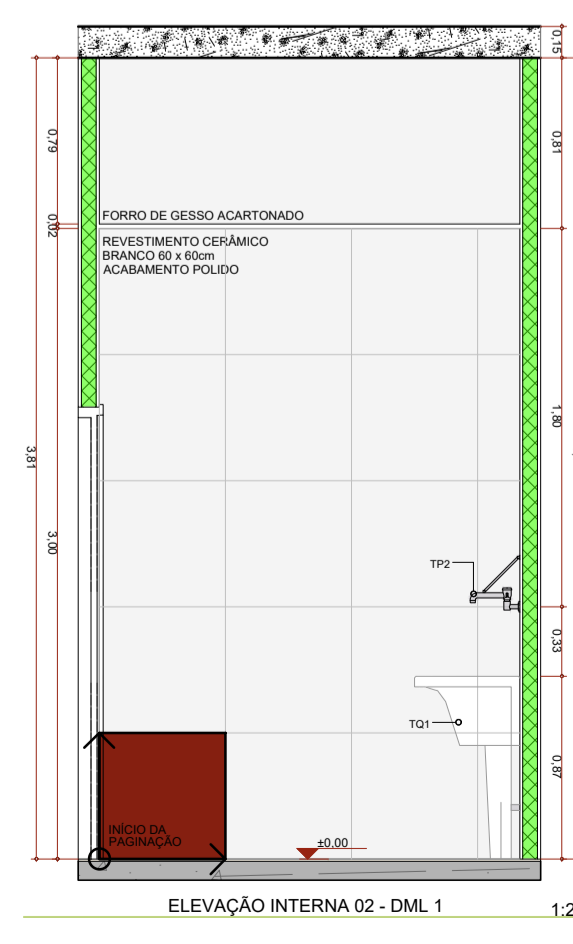 0,15
0,79
0,81
FORRO DE GESSO ACARTONADO
0,02
REVESTIMENTO CERÂMICO
BRANCO 60 x 60cm
ACABAMENTO POLIDO
1,80
3,81
3,00
TP2
0,33
TQ1
0,87
INÍCIO DA
PAGINAÇÃO
±0,00
ELEVAÇÃO INTERNA 02 - DML 1
1:2